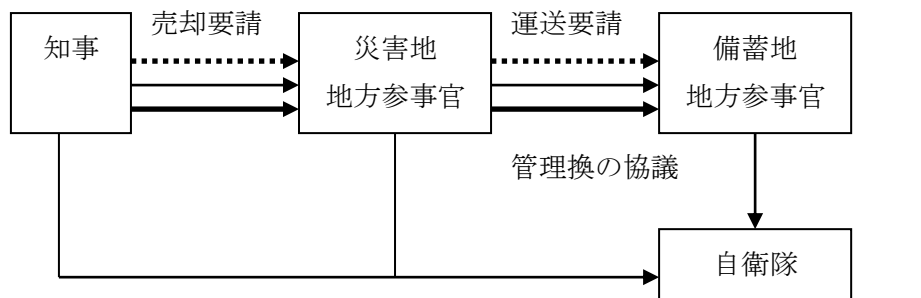 売却要請
運送要請
知事
災害地
地方参事官
備蓄地
地方参事官
管理換の協議
自衛隊